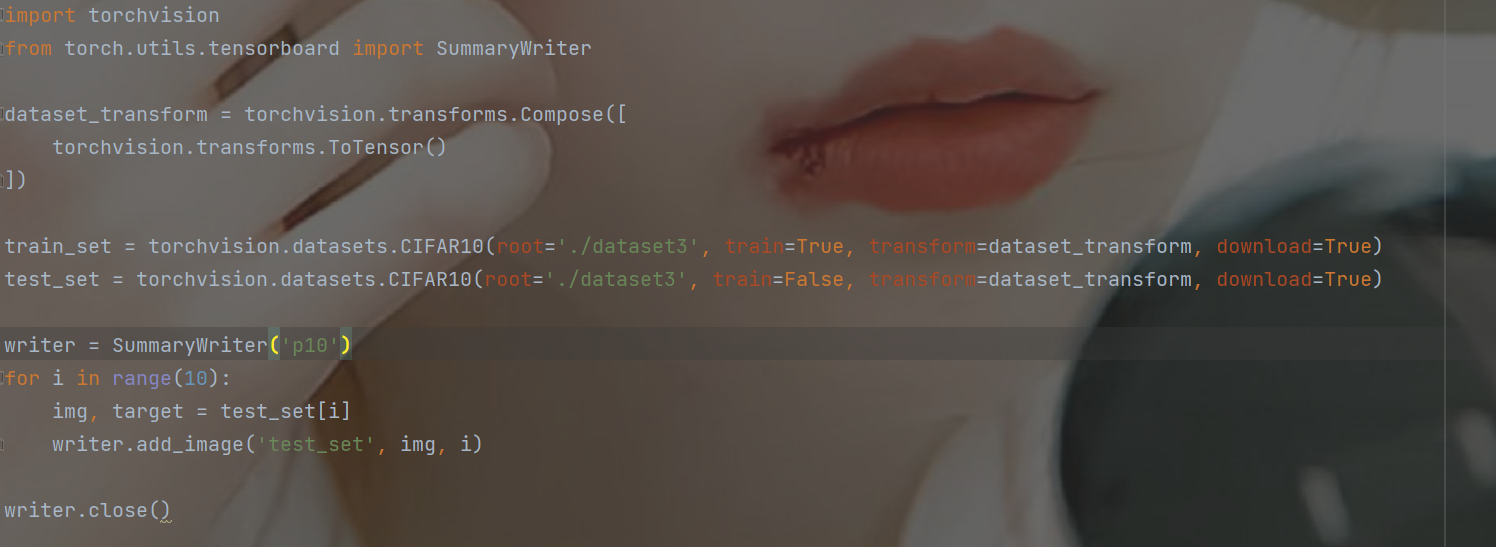 import torchvision
from torch.utils.tensorboard import SummaryWriter
dataset_transform = torchvision.transforms.Compose([
    torchvision.transforms.ToTensor()
])
train_set = torchvision.datasets.CIFAR10(root='./dataset3', train=True, transform=dataset_transform, download=True)
test_set = torchvision.datasets.CIFAR10(root='./dataset3', train=False, transform=dataset_transform, download=True)
writer = SummaryWriter('p10')
for i in range(10):
    img, target = test_set[i]
    writer.add_image('test_set', img, i)
writer.close()